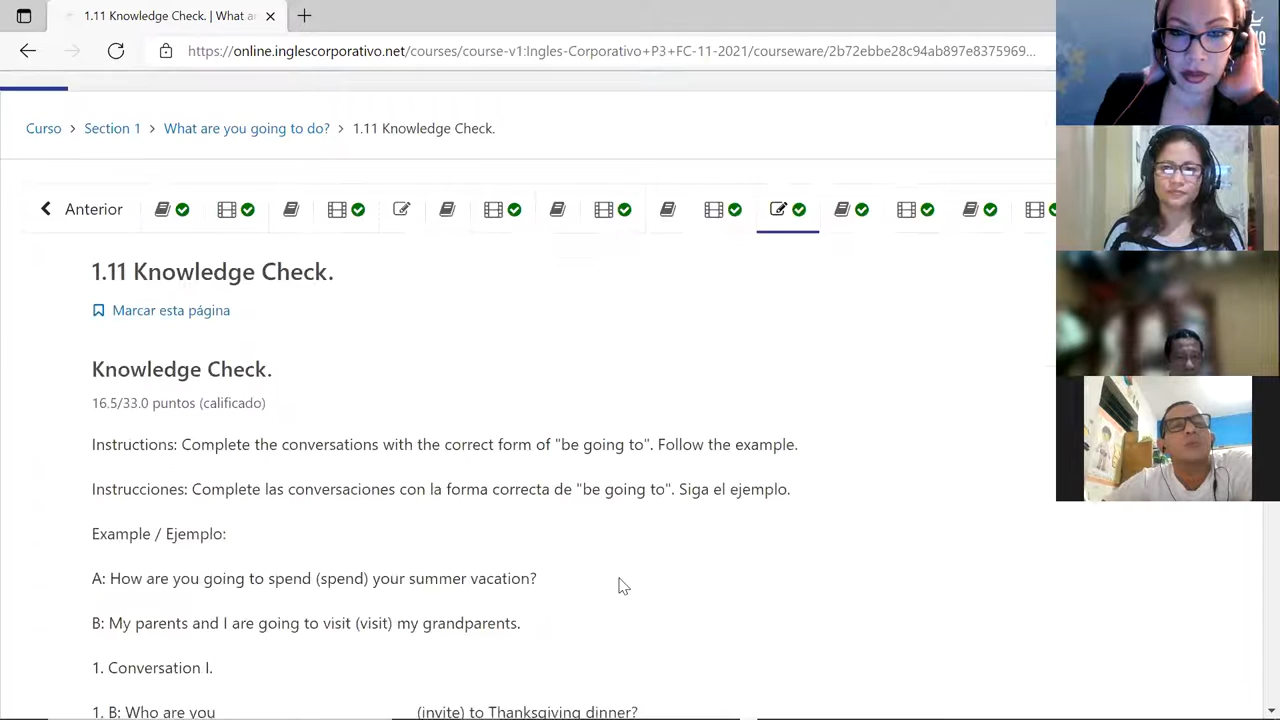 1.11 Knowledge Check. | What ar
https://online.inglescorporativo.net/courses/course-v1:Ingles-Corporativo+P3+FC-11-2021/courseware/2b72ebbe28c94ab897e8375969...
Curso > Section 1 > What are you going to do? > 1.11 Knowledge Check.
Anterior
1.11 Knowledge Check.
Marcar esta página
Knowledge Check.
16.5/33.0 puntos (calificado)
Instructions: Complete the conversations with the correct form of "be going to". Follow the example.
Instrucciones: Complete las conversaciones con la forma correcta de "be going to". Siga el ejemplo.
Example / Ejemplo:
A: How are you going to spend (spend) your summer vacation?
B: My parents and I are going to visit (visit) my grandparents.
1. Conversation I.
1. B: Who are you (invite) to Thanksgiving dinner?